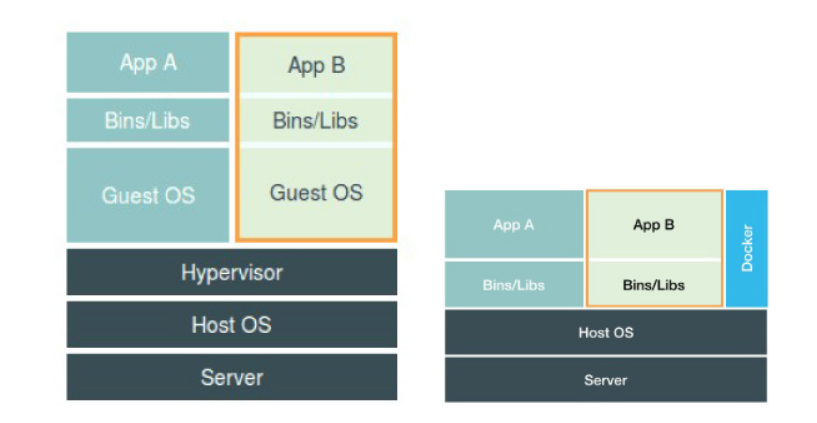 App A
App B
Bins/Libs
Bins/Libs
Guest OS
Guest OS
Hypervisor
Host OS
Server
App A
App B
Docker
Bins/Libs
Bins/Libs
Host OS
Server